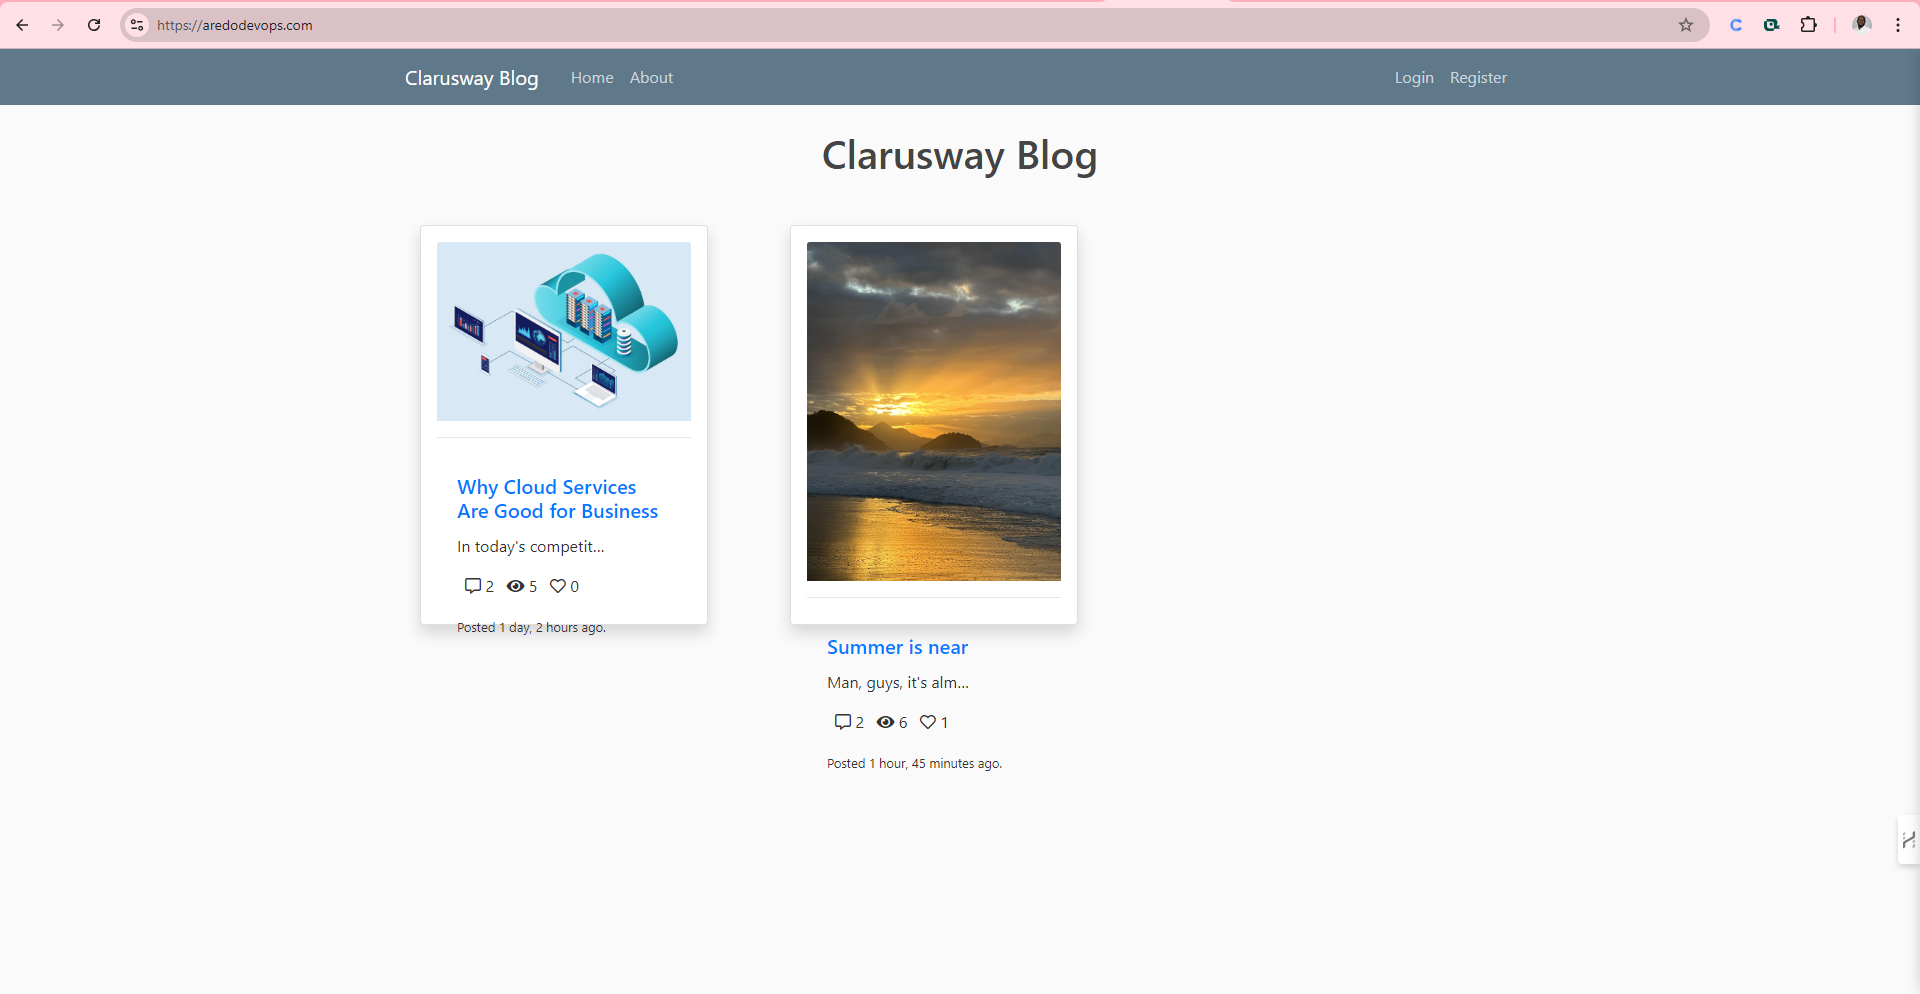 https://aredodevops.com
Clarusway Blog Home About Login Register
Clarusway Blog
Why Cloud Services
Are Good for Business
In today's competit...
2 5 0
Posted 1 day, 2 hours ago.
Summer is near
Man, guys, it's alm...
2 6 1
Posted 1 hour, 45 minutes ago.